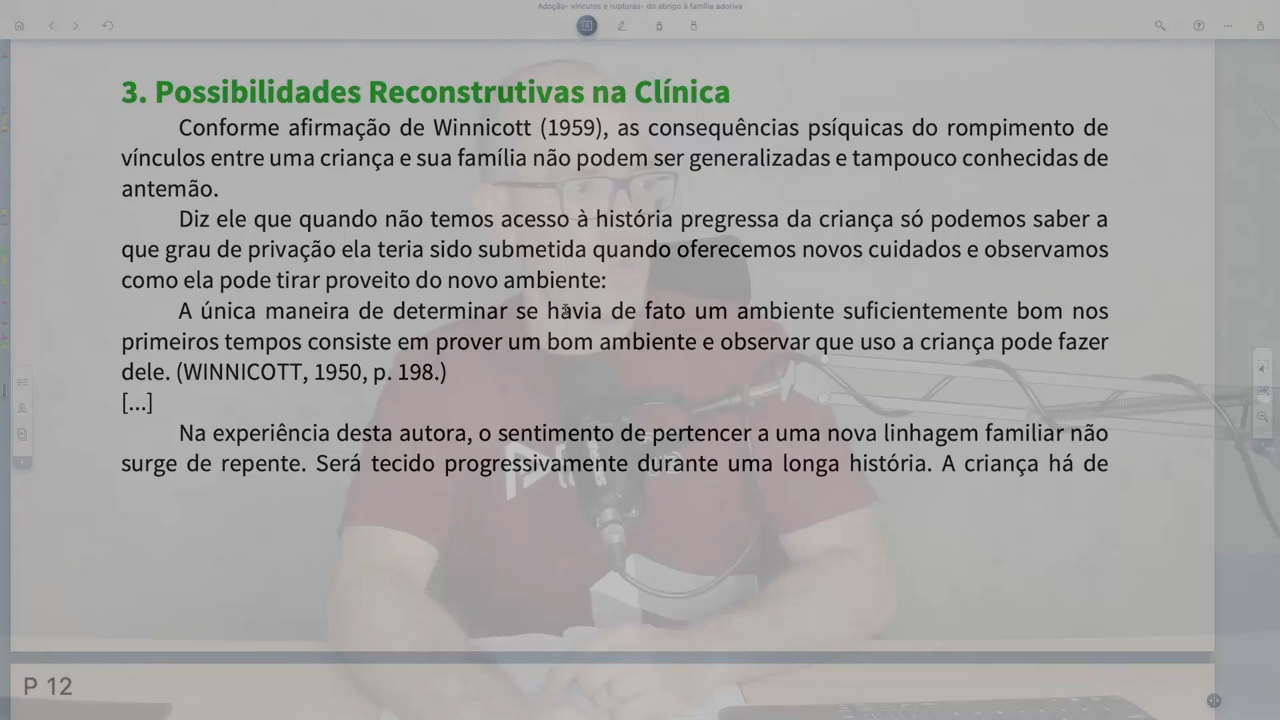 Adoção- vínculos e rupturas- do abrigo à família adotiva
3. Possibilidades Reconstrutivas na Clínica
Conforme afirmação de Winnicott (1959), as consequências psíquicas do rompimento de
vínculos entre uma criança e sua família não podem ser generalizadas e tampouco conhecidas de
antemão.
Diz ele que quando não temos acesso à história pregressa da criança só podemos saber a
que grau de privação ela teria sido submetida quando oferecemos novos cuidados e observamos
como ela pode tirar proveito do novo ambiente:
A única maneira de determinar se havia de fato um ambiente suficientemente bom nos
primeiros tempos consiste em prover um bom ambiente e observar que uso a criança pode fazer
dele. (WINNICOTT, 1950, p. 198.)
[...]
Na experiência desta autora, o sentimento de pertencer a uma nova linhagem familiar não
surge de repente. Será tecido progressivamente durante uma longa história. A criança há de
P 12